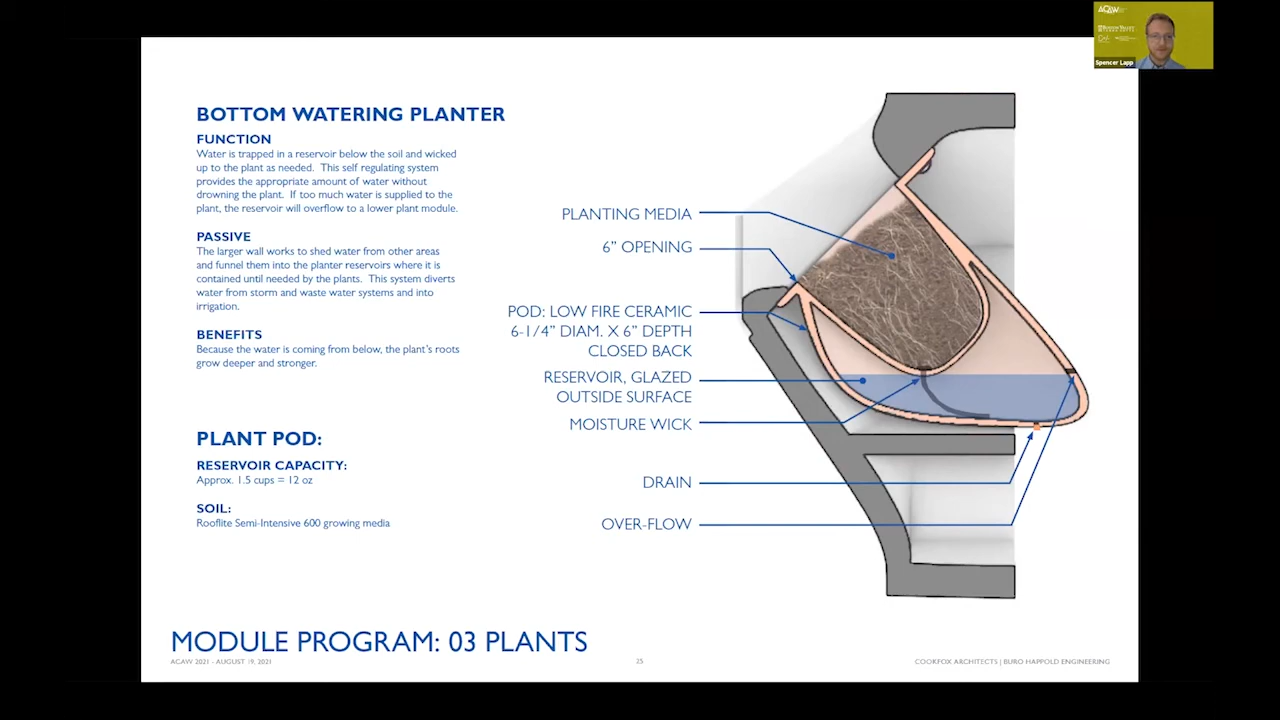 ACAW
BOSTON VALLEY
Spencer Lapp
BOTTOM WATERING PLANTER
FUNCTION
Water is trapped in a reservoir below the soil and wicked
up to the plant as needed. This self regulating system
provides the appropriate amount of water without
drowning the plant. If too much water is supplied to the
plant, the reservoir will overflow to a lower plant module.
PASSIVE
The larger wall works to shed water from other areas
and funnel them into the planter reservoirs where it is
contained until needed by the plants. This system diverts
water from storm and waste water systems and into
irrigation.
BENEFITS
Because the water is coming from below, the plant's roots
grow deeper and stronger.
PLANT POD:
RESERVOIR CAPACITY:
Approx. 1.5 cups = 12 oz
SOIL:
Rooflite Semi-Intensive 600 growing media
PLANTING MEDIA
6" OPENING
POD: LOW FIRE CERAMIC
6-1/4" DIAM. X 6" DEPTH
CLOSED BACK
RESERVOIR, GLAZED
OUTSIDE SURFACE
MOISTURE WICK
DRAIN
OVER-FLOW
MODULE PROGRAM: 03 PLANTS
ACAW 2021 - AUGUST 19, 2021
25
COOKFOX ARCHITECTS | BURO HAPPOLD ENGINEERING